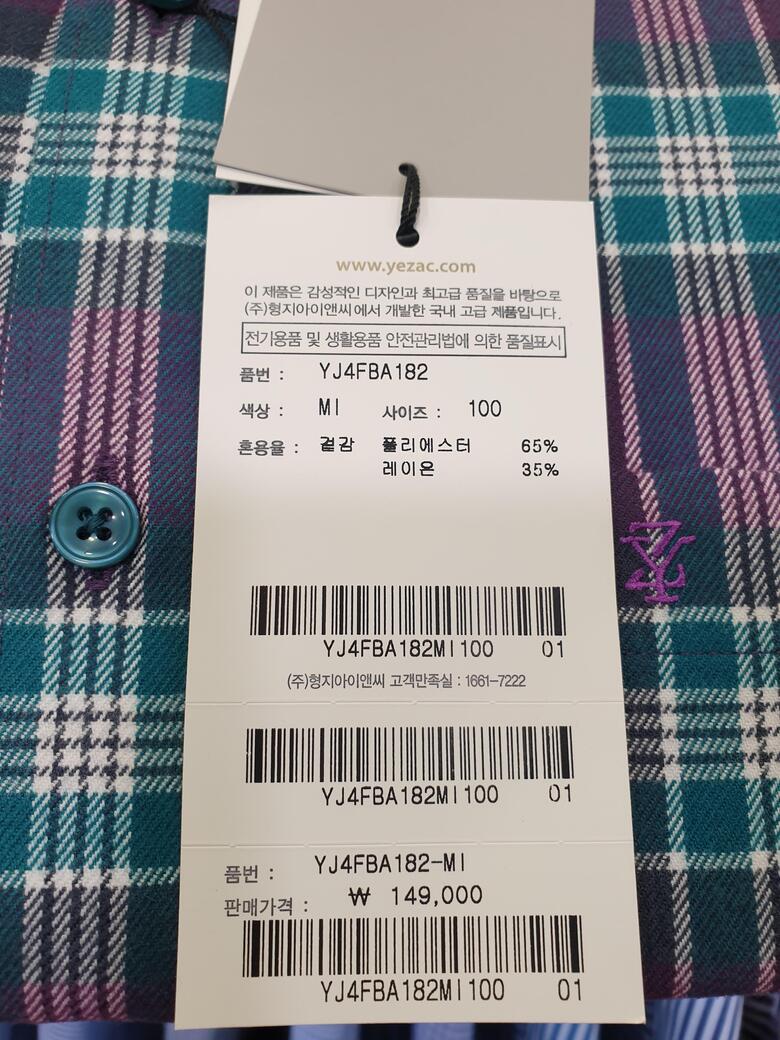 www.yezac.com
이 제품은 감성적인 디자인과 최고급 품질을 바탕으로
(주)형지아이앤씨에서 개발한 국내 고급 제품입니다.
전기용품 및 생활용품 안전관리법에 의한 품질표시
품번 : YJ4FBA182
색상 : MI 사이즈 : 100
혼용율 : 겉감 폴리에스터 65%
레이온 35%
YJ4FBA182MI100 01
(주)형지아이앤씨 고객만족실 : 1661-7222
YJ4FBA182MI100 01
품번 : YJ4FBA182-MI
판매가격 : ₩ 149,000
YJ4FBA182MI100 01